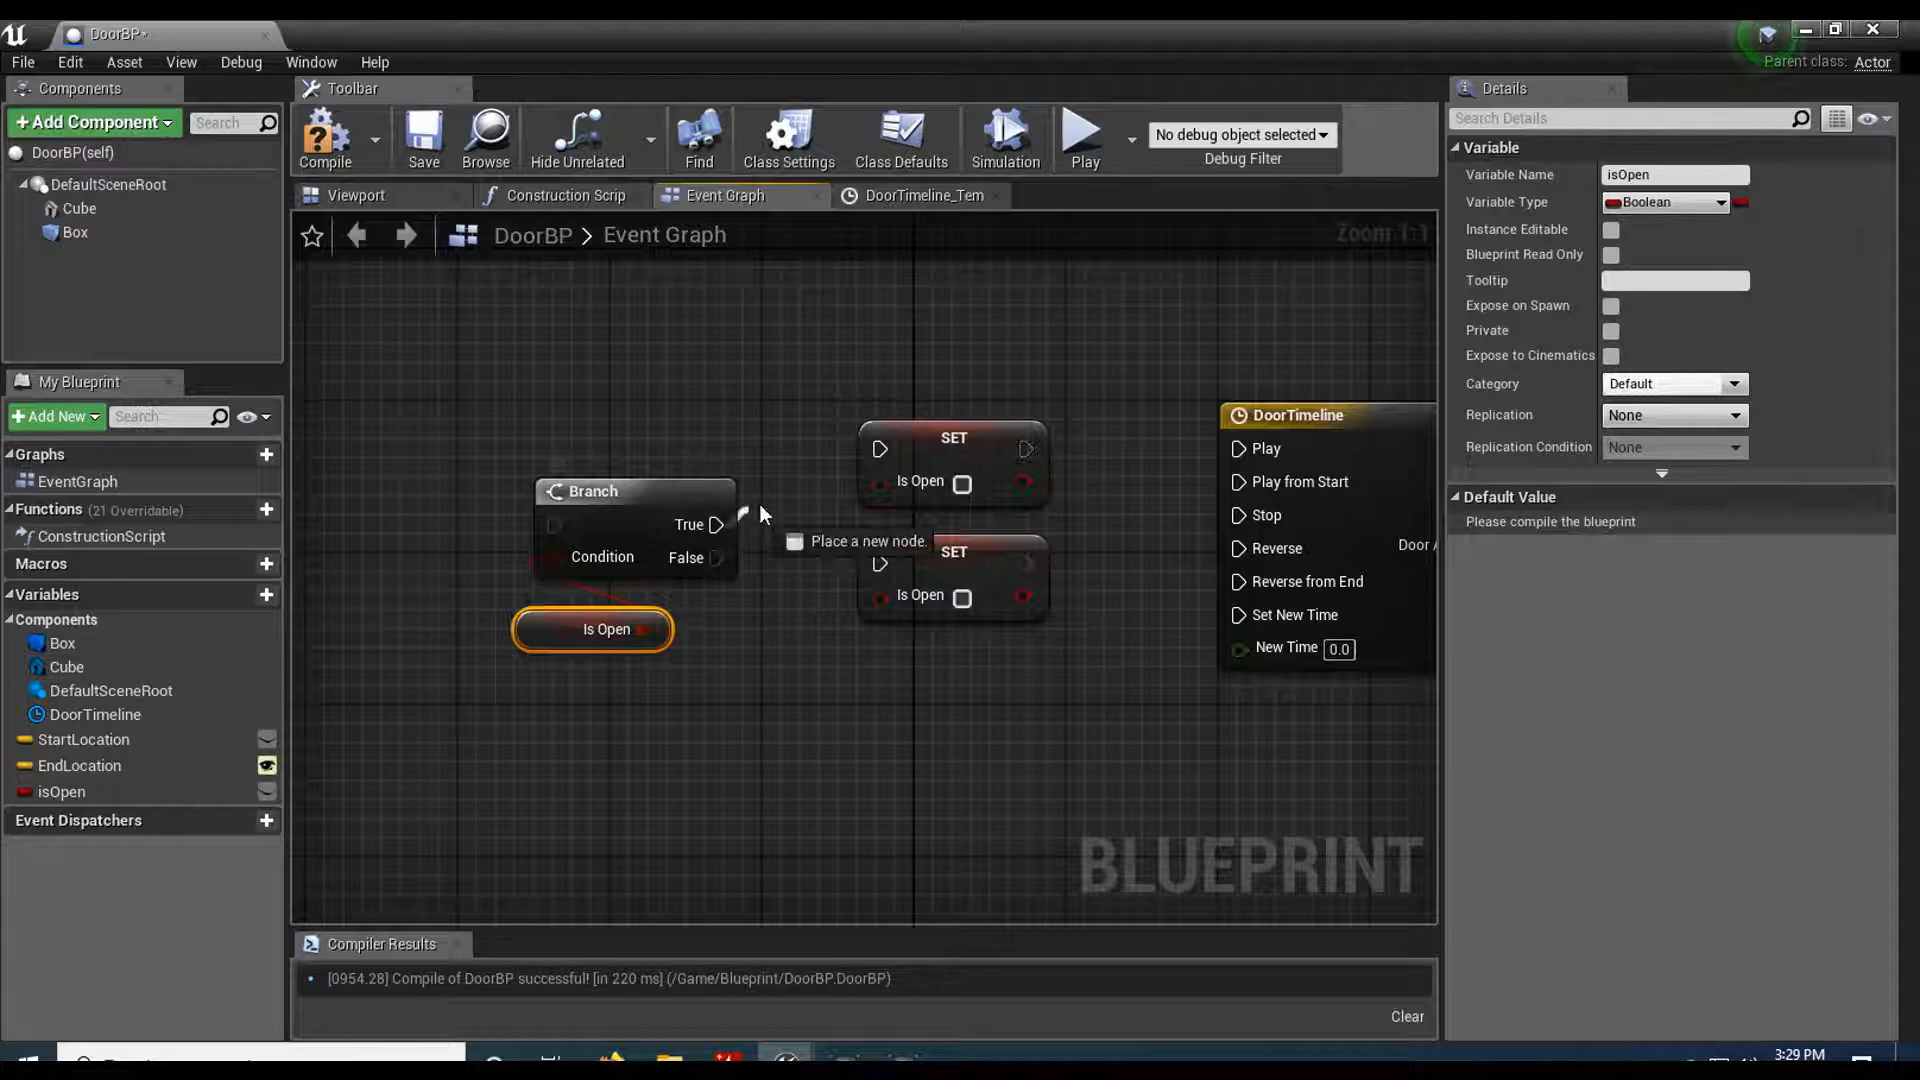 DoorBP*
File Edit Asset View Debug Window Help
Parent class: Actor
Components
+Add Component
Search
DoorBP(self)
DefaultSceneRoot
Cube
Box
My Blueprint
+Add New
Search
Graphs
EventGraph
Functions (21 Overridable)
ConstructionScript
Macros
Variables
Components
Box
Cube
DefaultSceneRoot
DoorTimeline
StartLocation
EndLocation
isOpen
Event Dispatchers
Toolbar
Compile
Save
Browse
Hide Unrelated
Find
Class Settings
Class Defaults
Simulation
Play
No debug object selected
Debug Filter
Viewport
Construction Scrip
Event Graph
DoorTimeline_Tem
DoorBP > Event Graph
Zoom 1:1
SET
Is Open
Branch
True
Condition
False
Is Open
Place a new node.
SET
Is Open
DoorTimeline
Play
Play from Start
Stop
Reverse
Door A
Reverse from End
Set New Time
New Time 0.0
BLUEPRINT
Compiler Results
[0954.28] Compile of DoorBP successful! [in 220 ms] (/Game/Blueprint/DoorBP.DoorBP)
Clear
Details
Search Details
Variable
Variable Name isOpen
Variable Type Boolean
Instance Editable
Blueprint Read Only
Tooltip
Expose on Spawn
Private
Expose to Cinematics
Category Default
Replication None
Replication Condition None
Default Value
Please compile the blueprint
3:29 PM